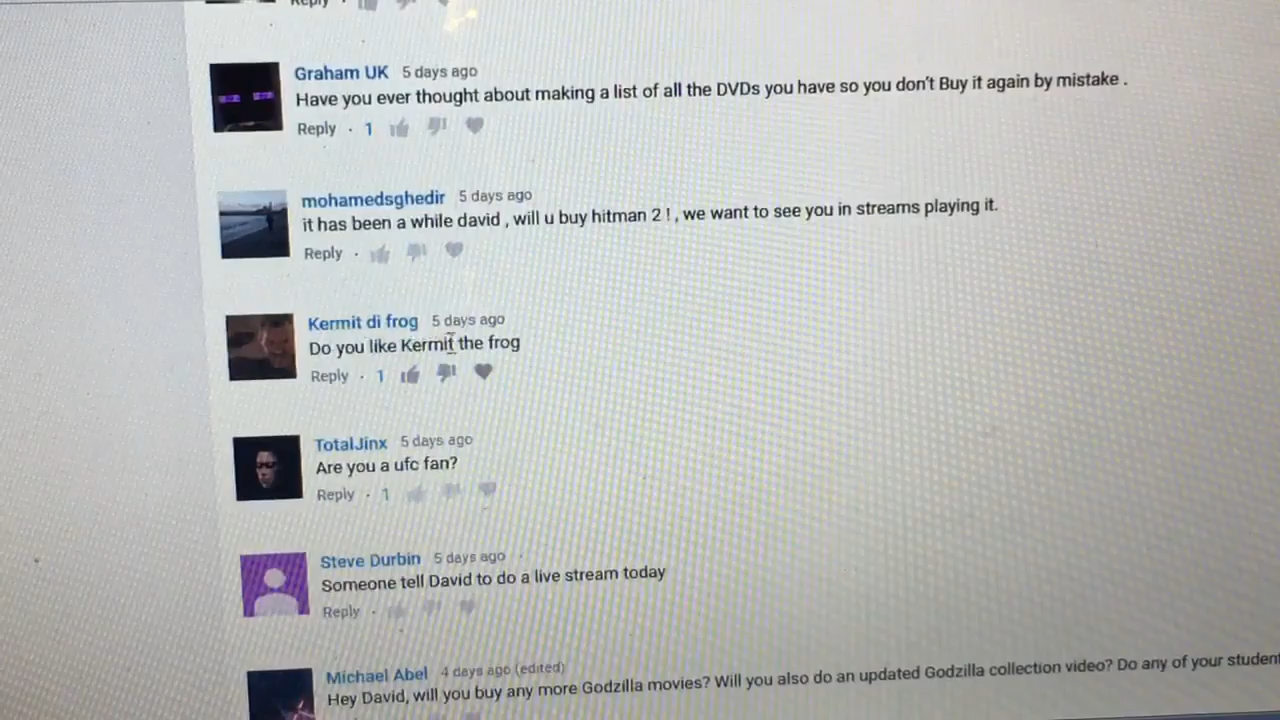 Reply
Graham UK 5 days ago
Have you ever thought about making a list of all the DVDs you have so you don't Buy it again by mistake .
Reply · 1
mohamedsghedir 5 days ago
it has been a while david , will u buy hitman 2 ! , we want to see you in streams playing it.
Reply ·
Kermit di frog 5 days ago
Do you like Kermit the frog
Reply · 1
TotalJinx 5 days ago
Are you a ufc fan?
Reply · 1
Steve Durbin 5 days ago
Someone tell David to do a live stream today
Reply ·
Michael Abel 4 days ago (edited)
Hey David, will you buy any more Godzilla movies? Will you also do an updated Godzilla collection video? Do any of your student